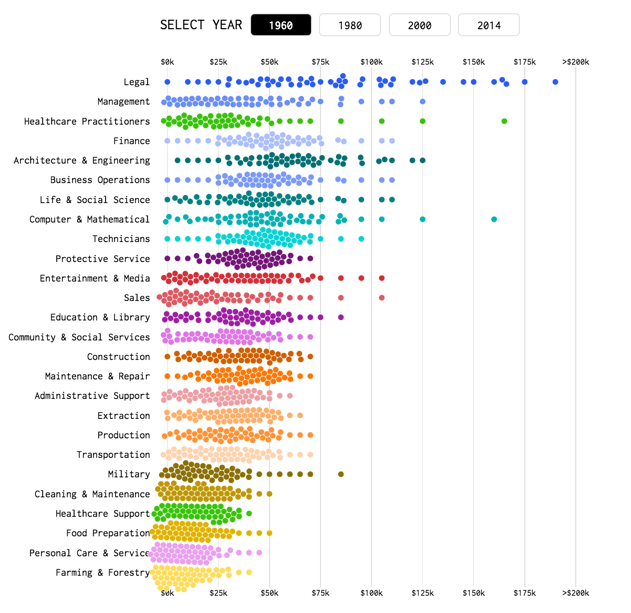 SELECT YEAR 1960 1980 2000 2014
$0k $25k $50k $75k $100k $125k $150k $175k >$200k
Legal
Management
Healthcare Practitioners
Finance
Architecture & Engineering
Business Operations
Life & Social Science
Computer & Mathematical
Technicians
Protective Service
Entertainment & Media
Sales
Education & Library
Community & Social Services
Construction
Maintenance & Repair
Administrative Support
Extraction
Production
Transportation
Military
Cleaning & Maintenance
Healthcare Support
Food Preparation
Personal Care & Service
Farming & Forestry
$0k $25k $50k $75k $100k $125k $150k $175k >$200k